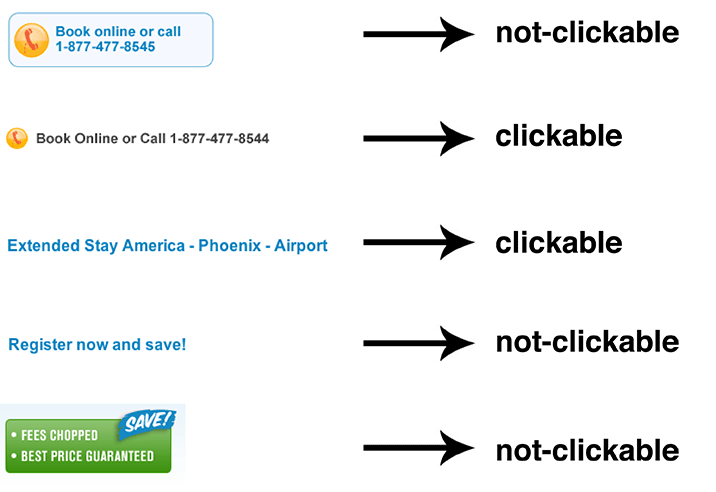 Book online or call
1-877-477-8545
not-clickable
Book Online or Call 1-877-477-8544
clickable
Extended Stay America - Phoenix - Airport
clickable
Register now and save!
not-clickable
SAVE!
• FEES CHOPPED
• BEST PRICE GUARANTEED
not-clickable